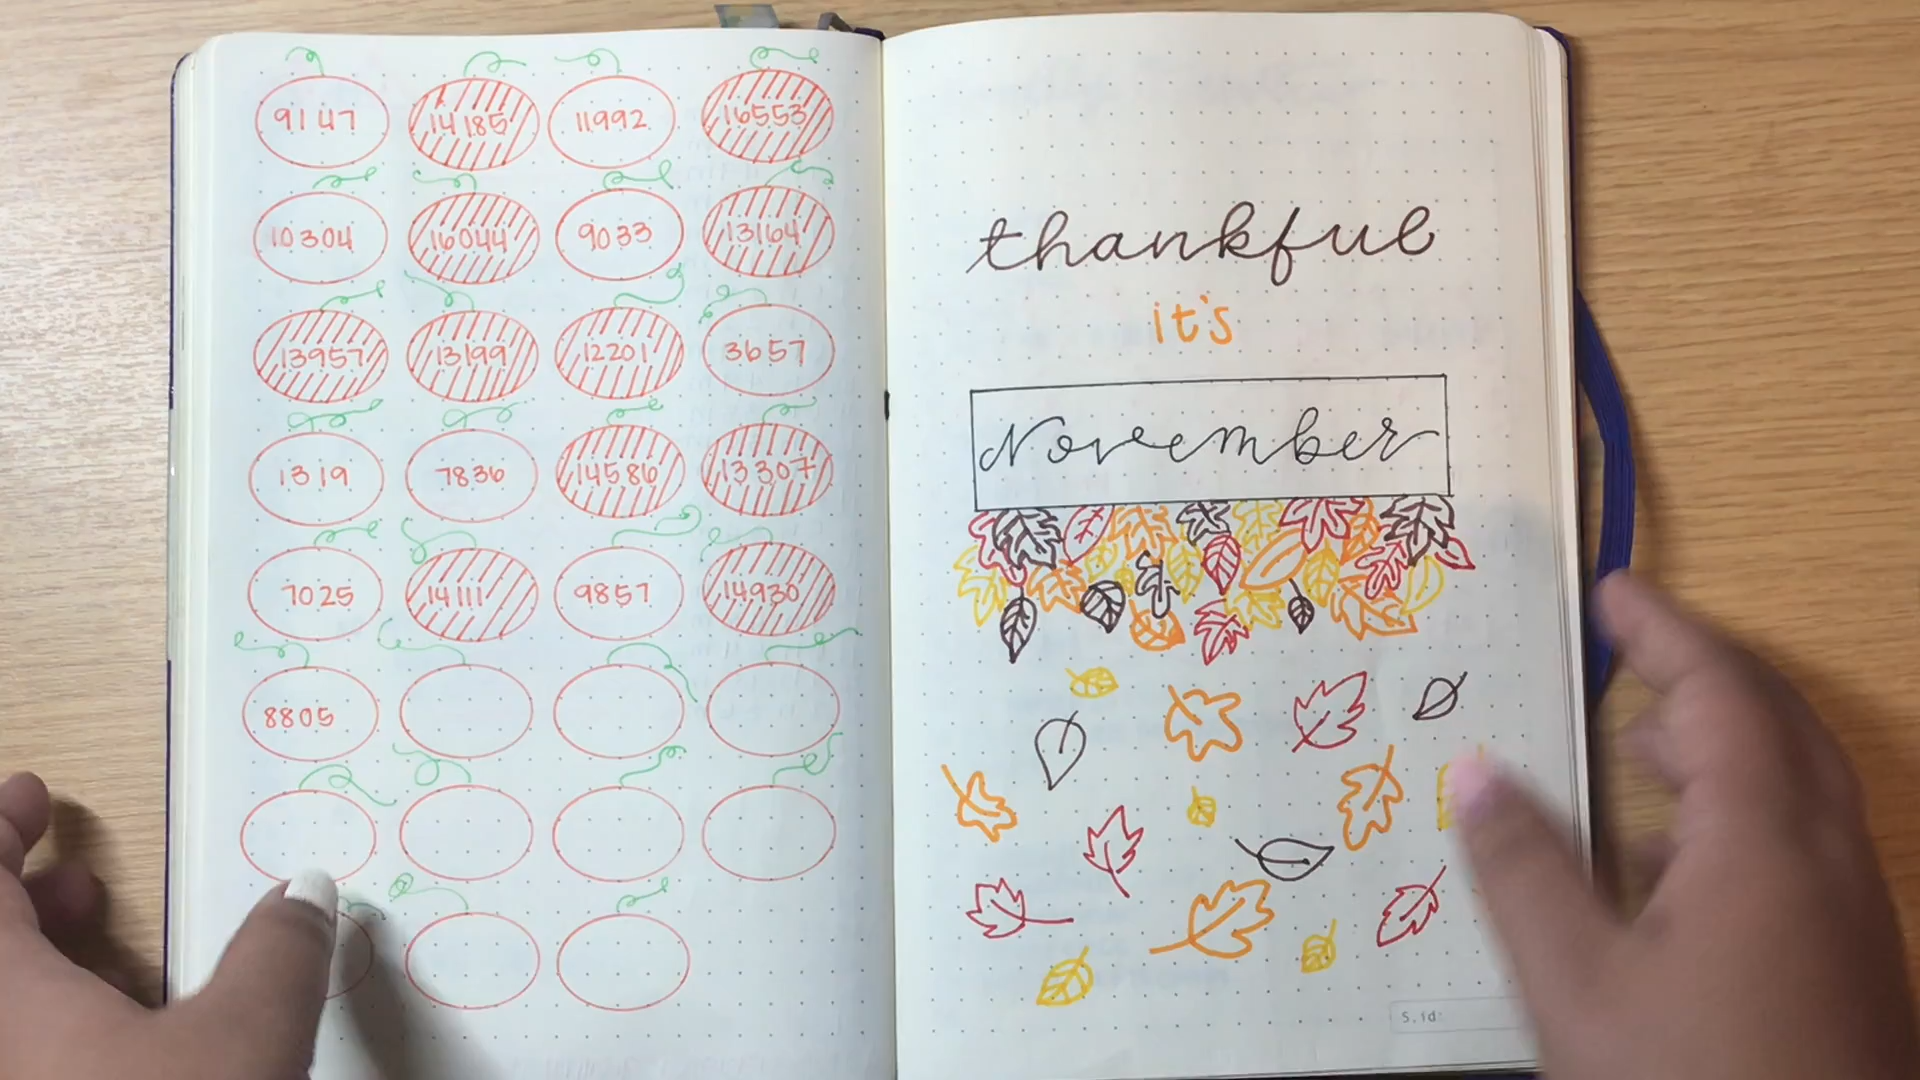 9147 14185 11992 16553
10304 16044 9033 13164
13957 13199 12201 3657
1319 7836 14586 13307
7025 14111 9857 14930
8805
thankful
it's
November
S, id: